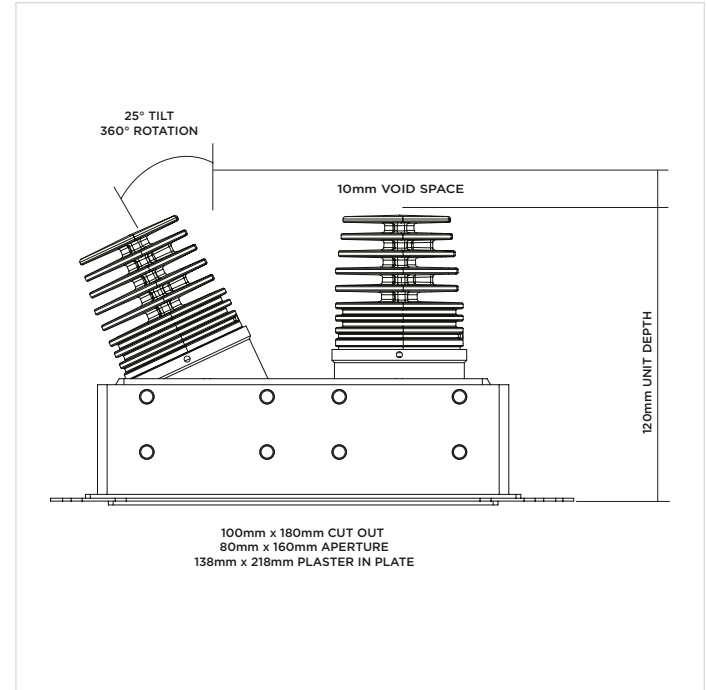 25° TILT
360° ROTATION
10mm VOID SPACE
120mm UNIT DEPTH
100mm x 180mm CUT OUT
80mm x 160mm APERTURE
138mm x 218mm PLASTER IN PLATE